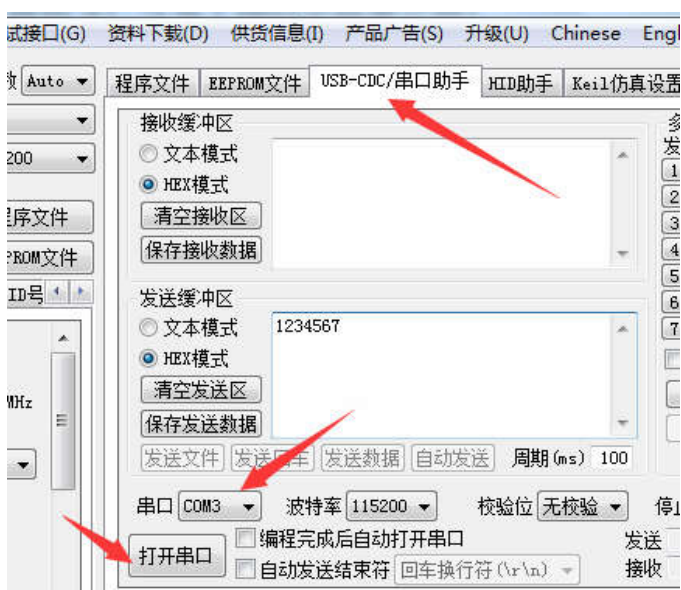 试接口(G) 资料下载(D) 供货信息(I) 产品广告(S) 升级(U) Chinese Engl
数 Auto
程序文件 EEPROM文件 USB-CDC/串口助手 HID助手 Keil仿真设置
接收缓冲区
文本模式
HEX模式
清空接收区
保存接收数据
200
程序文件
PROM文件
ID号
MHz
多
发
1
2
3
4
5
6
7
发送缓冲区
文本模式 1234567
HEX模式
清空发送区
保存发送数据
发送文件 发送回车 发送数据 自动发送 周期(ms) 100
串口 COM3 波特率 115200 校验位 无校验 停止
打开串口
编程完成后自动打开串口 发送
自动发送结束符 回车换行符(\r\n) 接收